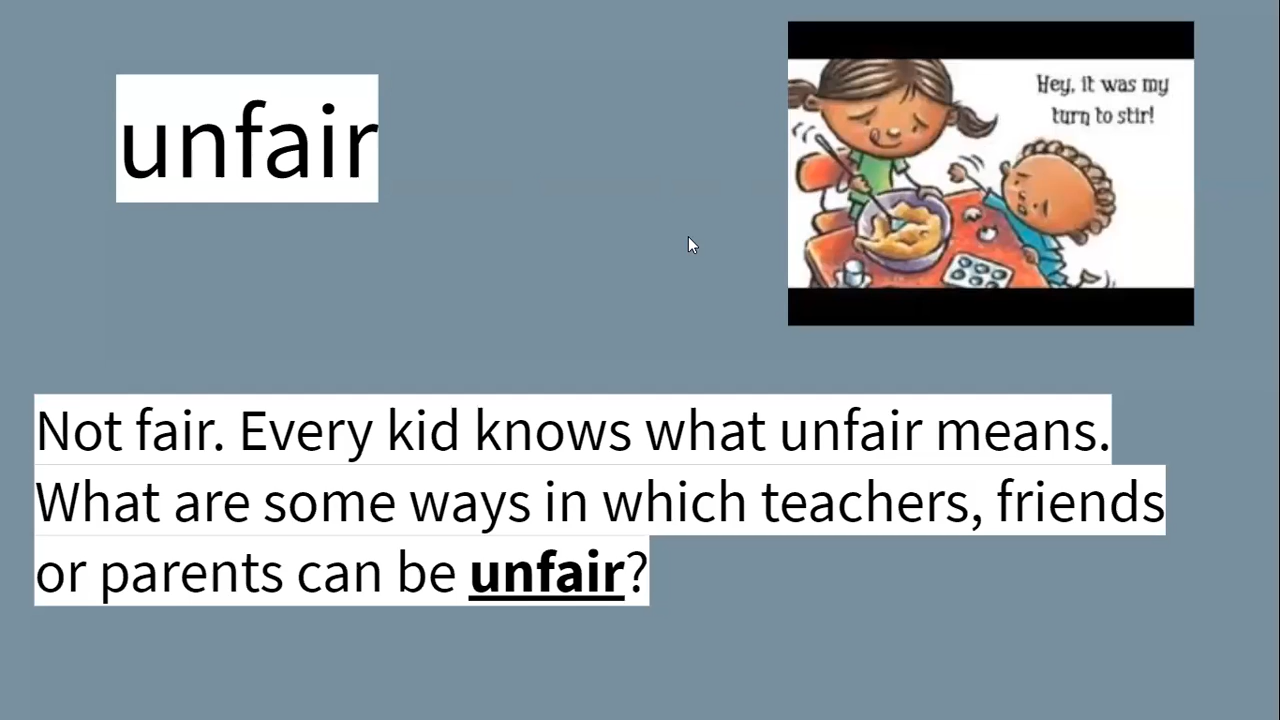 unfair
Hey, it was my
turn to stir!
Not fair. Every kid knows what unfair means.
What are some ways in which teachers, friends
or parents can be unfair?